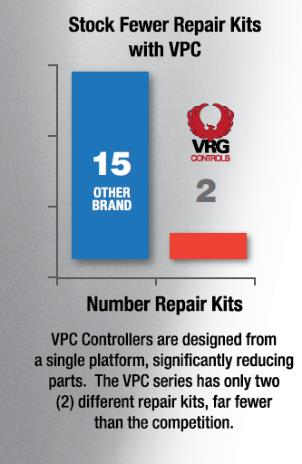 Stock Fewer Repair Kits
with VPC
15
OTHER
BRAND
VRG
CONTROLS
2
Number Repair Kits
VPC Controllers are designed from
a single platform, significantly reducing
parts. The VPC series has only two
(2) different repair kits, far fewer
than the competition.